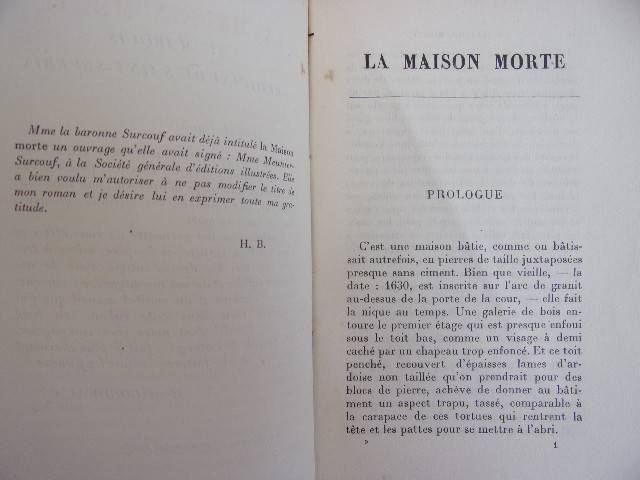 Mme la baronne Surcouf avait déjà intitulé la Maison
morte un ouvrage qu'elle avait signé : Mme Meunier-
Surcouf, à la Société générale d'éditions illustrées. Elle
a bien voulu m'autoriser à ne pas modifier le titre de
mon roman et je désire lui en exprimer toute ma gra-
titude.
H. B.
LA MAISON MORTE
PROLOGUE
C'est une maison bâtie, comme on bâtis-
sait autrefois, en pierres de taille juxtaposées
presque sans ciment. Bien que vieille, — la
date : 1630, est inscrite sur l'arc de granit
au-dessus de la porte de la cour, — elle fait
la nique au temps. Une galerie de bois en-
toure le premier étage qui est presque enfoui
sous le toit bas, comme un visage à demi
caché par un chapeau trop enfoncé. Et ce toit
penché, recouvert d'épaisses lames d'ar-
doise non taillée qu'on prendrait pour des
blocs de pierre, achève de donner au bâti-
ment un aspect trapu, tassé, comparable à
la carapace de ces tortues qui rentrent la
tête et les pattes pour se mettre à l'abri.
1